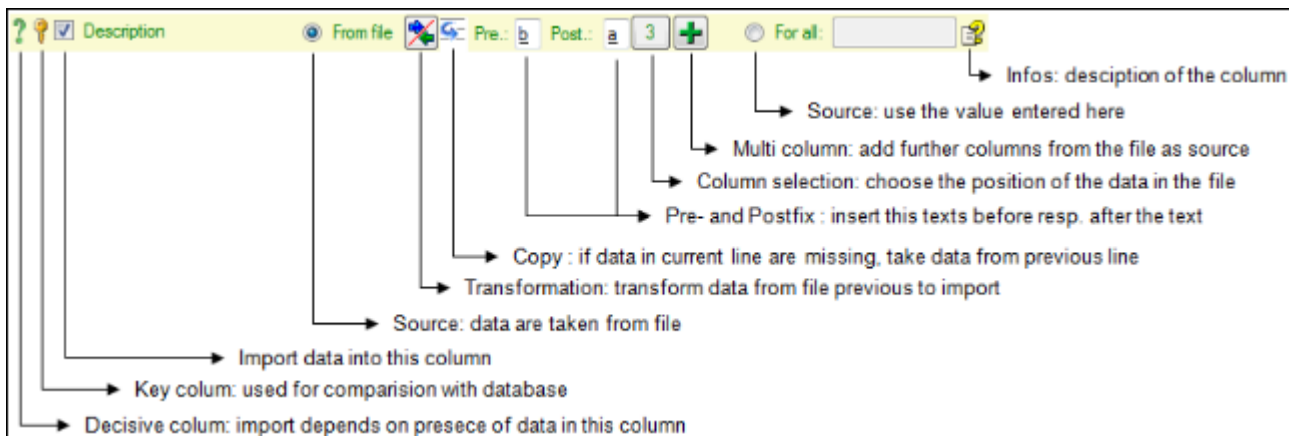 ? Description From file Pre.: b Post.: a 3 For all:
Infos: desciption of the column
Source: use the value entered here
Multi column: add further columns from the file as source
Column selection: choose the position of the data in the file
Pre- and Postfix : insert this texts before resp. after the text
Copy : if data in current line are missing, take data from previous line
Transformation: transform data from file previous to import
Source: data are taken from file
Import data into this column
Key colum: used for comparision with database
Decisive colum: import depends on presece of data in this column